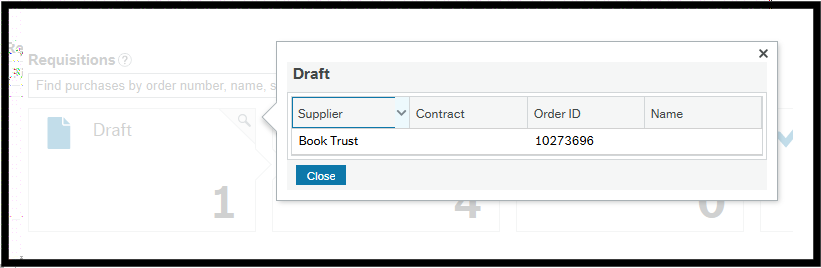 Requisitions ?
Find purchases by order number, name, s
Draft
1
4
0
×
Draft
Supplier Contract Order ID Name
Book Trust 10273696
Close